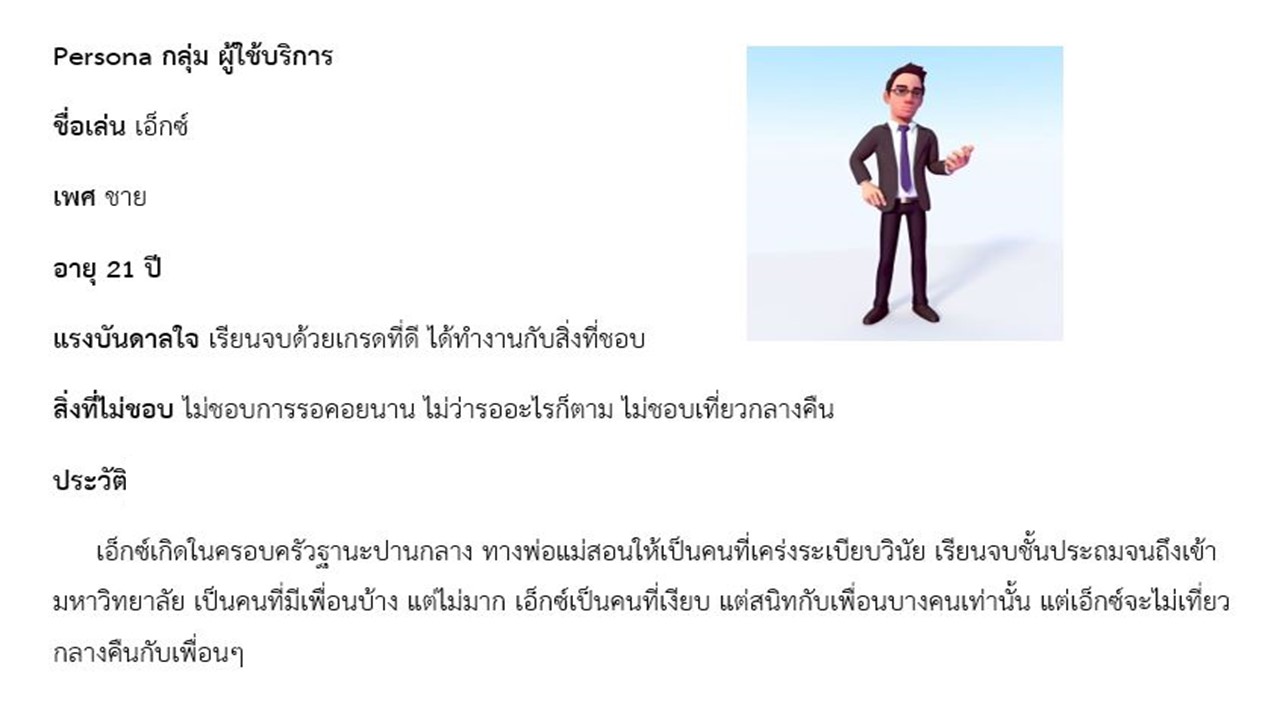 Persona กลุ่ม ผู้ใช้บริการ
ชื่อเล่น เอ็กซ์
เพศ ชาย
อายุ 21 ปี
แรงบันดาลใจ เรียนจบด้วยเกรดที่ดี ได้ทำงานกับสิ่งที่ชอบ
สิ่งที่ไม่ชอบ ไม่ชอบการรอคอยนาน ไม่ว่ารออะไรก็ตาม ไม่ชอบเที่ยวกลางคืน
ประวัติ
เอ็กซ์เกิดในครอบครัวฐานะปานกลาง ทางพ่อแม่สอนให้เป็นคนที่เคร่งระเบียบวินัย เรียนจบชั้นประถมจนถึงเข้า
มหาวิทยาลัย เป็นคนที่มีเพื่อนบ้าง แต่ไม่มาก เอ็กซ์เป็นคนที่เงียบ แต่สนิทกับเพื่อนบางคนเท่านั้น แต่เอ็กซ์จะไม่เที่ยว
กลางคืนกับเพื่อนๆ